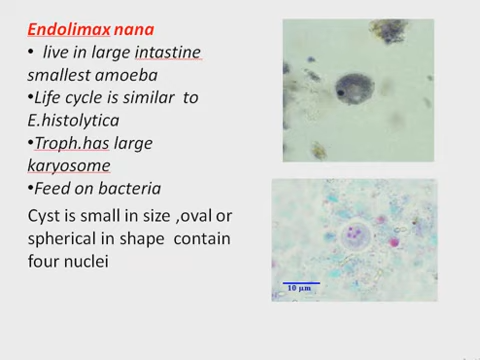 Endolimax nana
• live in large intastine
smallest amoeba
•Life cycle is similar to
E.histolytica
•Troph.has large
karyosome
•Feed on bacteria
Cyst is small in size ,oval or
spherical in shape contain
four nuclei
10 µm